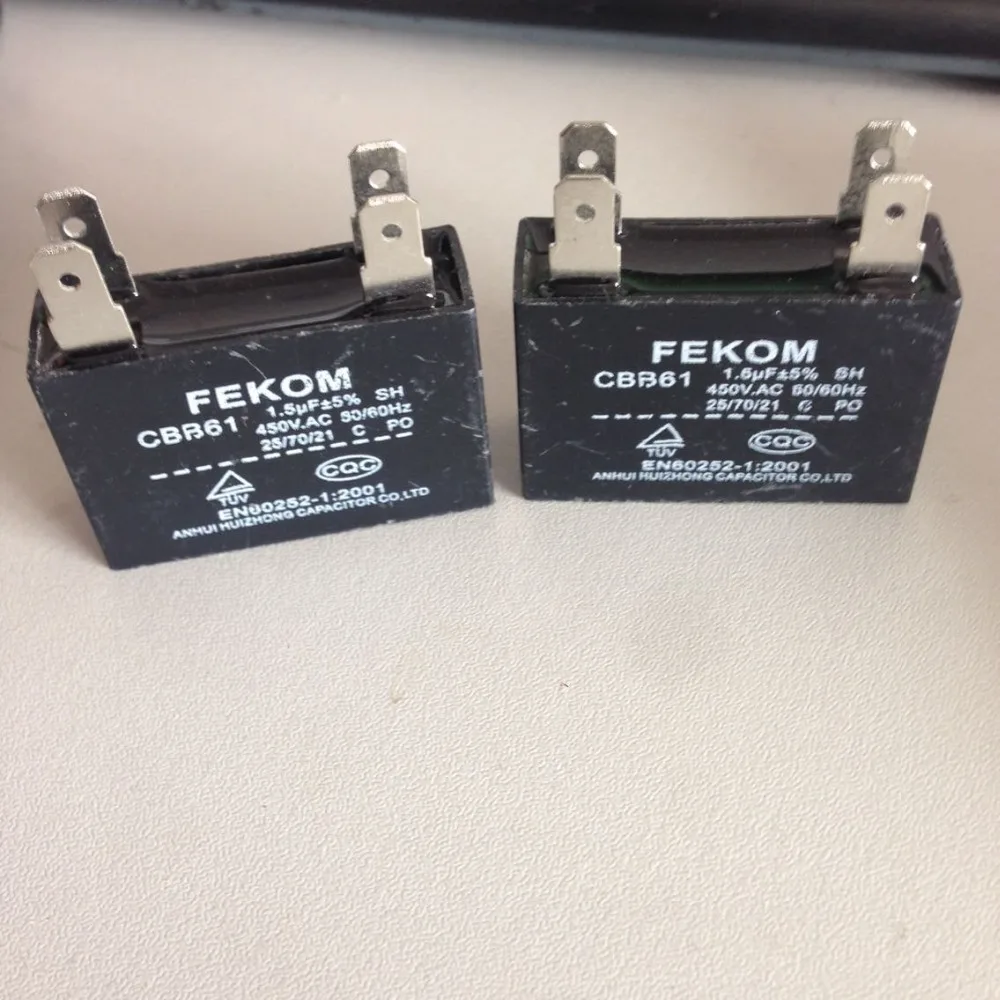 FEKOM
CBB61 1.5µF±5% SH
450V.AC 50/60Hz
25/70/21 C PO
TÜV CQC
EN60252-1:2001
ANHUI HUIZHONG CAPACITOR CO,LTD
FEKOM
CBB61 1.5µF±5% SH
450V.AC 50/60Hz
25/70/21 C PO
TÜV CQC
EN60252-1:2001
ANHUI HUIZHONG CAPACITOR CO,LTD